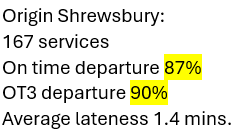 Origin Shrewsbury:
167 services
On time departure 87%
OT3 departure 90%
Average lateness 1.4 mins.